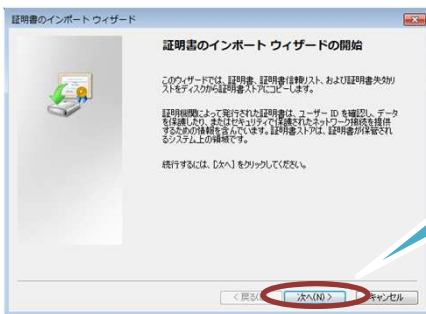 証明書のインポート ウィザード
証明書のインポート ウィザードの開始
このウィザードでは、証明書、証明書信頼リスト、および証明書失効リ
ストをディスクから証明書ストアにコピーします。
証明機関によって発行された証明書は、ユーザー ID を確認し、データ
を保護したり、またはセキュリティで保護されたネットワーク接続を提供
するための情報を含んでいます。証明書ストアは、証明書が保管され
るシステム上の領域です。
続行するには、[次へ] をクリックしてください。
< 戻る(
次へ(N) >
キャンセル